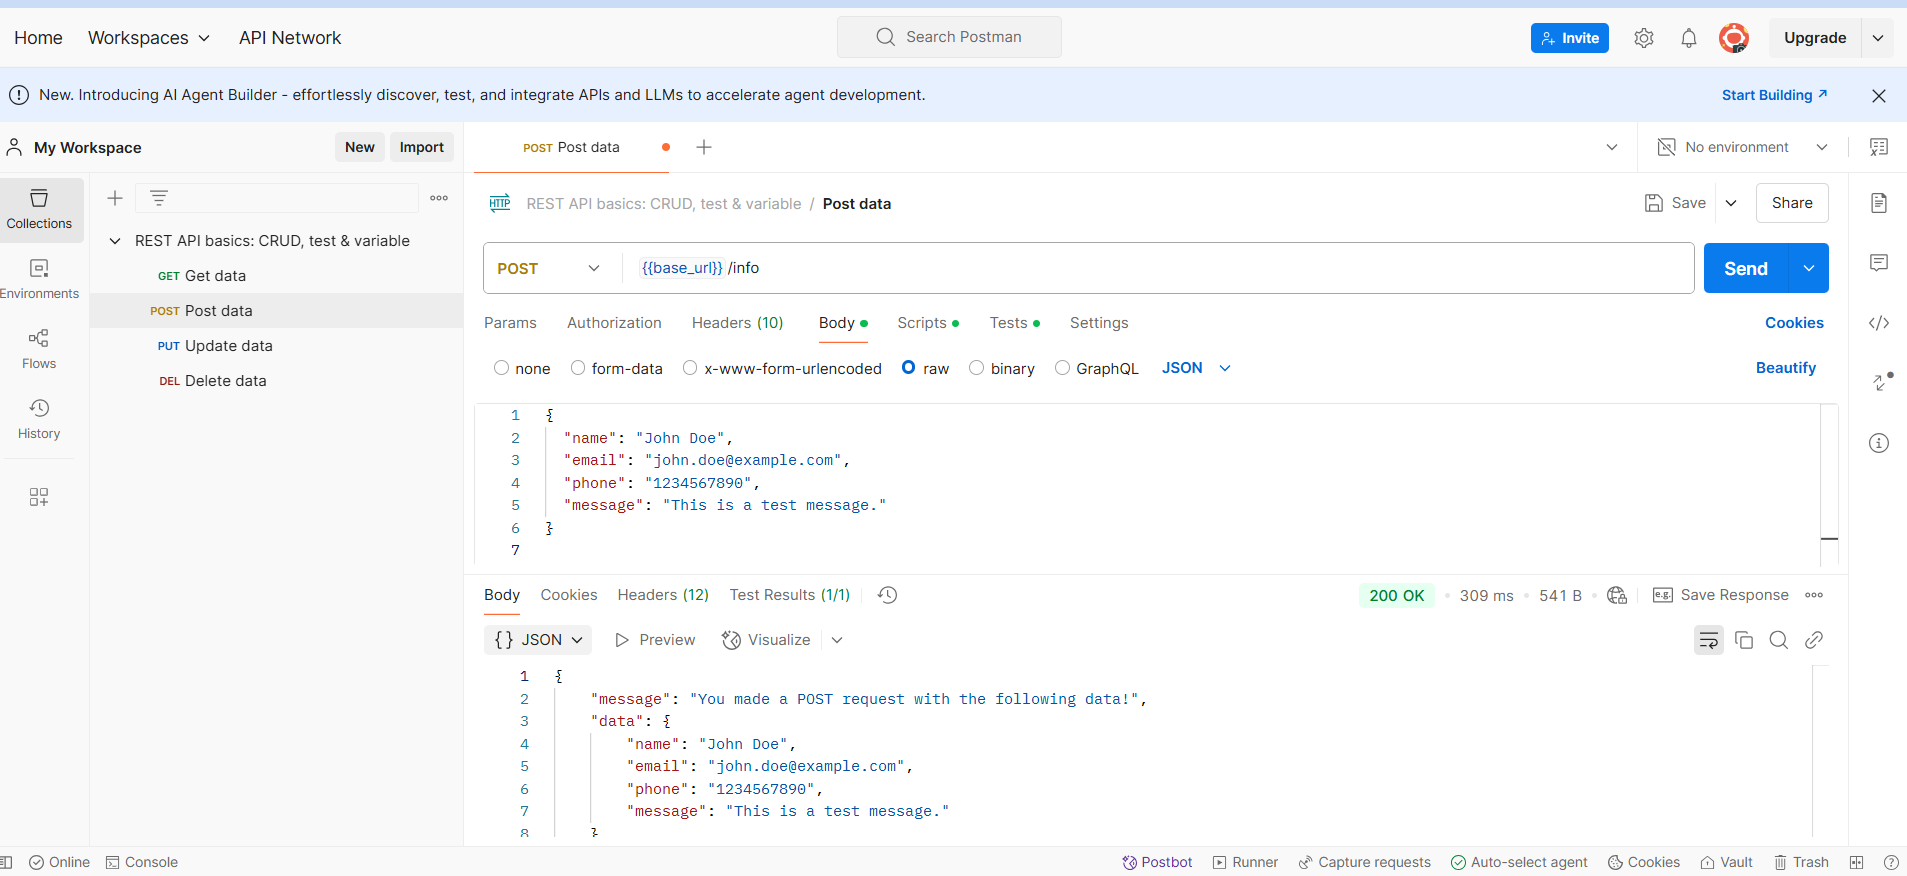 Home Workspaces API Network Search Postman Invite Upgrade
New. Introducing AI Agent Builder - effortlessly discover, test, and integrate APIs and LLMs to accelerate agent development. Start Building
My Workspace New Import POST Post data No environment
Collections
Environments
Flows
History
REST API basics: CRUD, test & variable
GET Get data
POST Post data
PUT Update data
DEL Delete data
HTTP REST API basics: CRUD, test & variable / Post data Save Share
POST {{base_url}} /info Send
Params Authorization Headers (10) Body Scripts Tests Settings Cookies
none form-data x-www-form-urlencoded raw binary GraphQL JSON Beautify
1 {
2 "name": "John Doe",
3 "email": "john.doe@example.com",
4 "phone": "1234567890",
5 "message": "This is a test message."
6 }
7
Body Cookies Headers (12) Test Results (1/1) 200 OK 309 ms 541 B e.g. Save Response
{} JSON Preview Visualize
1 {
2 "message": "You made a POST request with the following data!",
3 "data": {
4 "name": "John Doe",
5 "email": "john.doe@example.com",
6 "phone": "1234567890",
7 "message": "This is a test message."
8 }
Online Console Postbot Runner Capture requests Auto-select agent Cookies Vault Trash